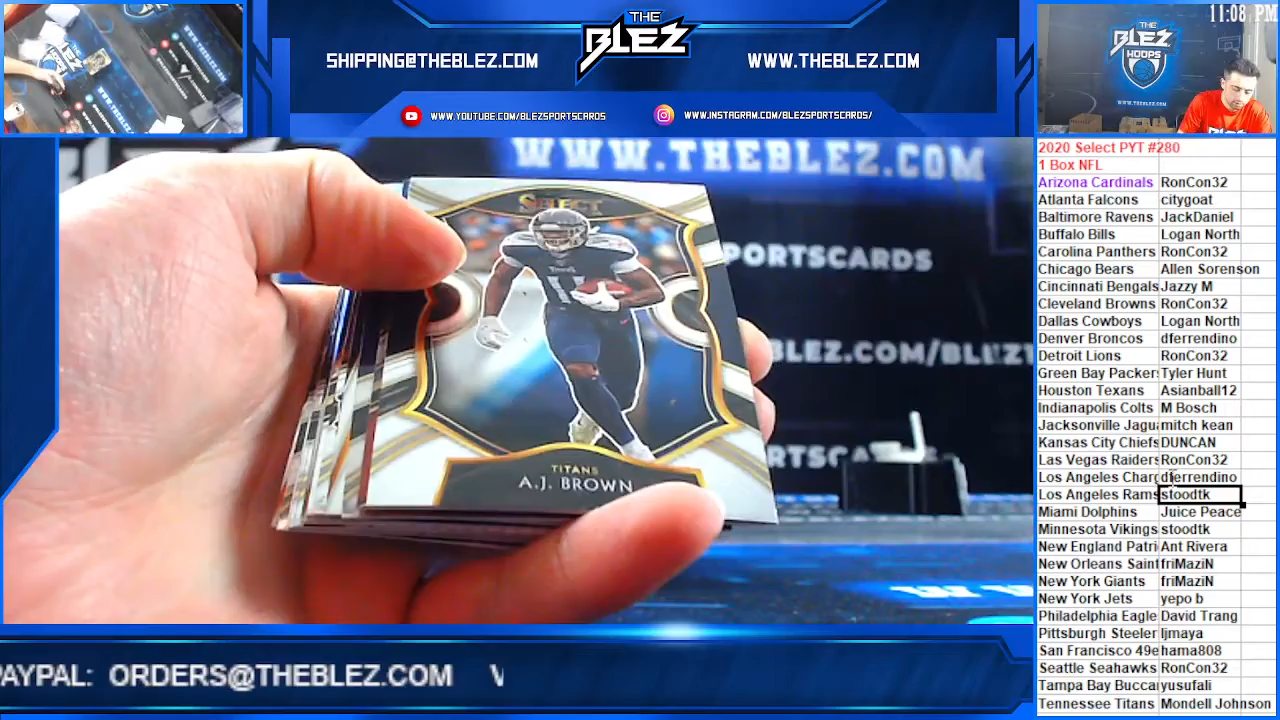 11:08 PM
THE
BLEZ
SHIPPING@THEBLEZ.COM
WWW.THEBLEZ.COM
WWW.YOUTUBE.COM/BLEZSPORTSCARDS
WWW.INSTAGRAM.COM/BLEZSPORTSCARDS/
THE
BLEZ
HOOPS
WWW.THEBLEZ.COM
WWW.THEBLEZ.COM
PORTSCARDS
BLEZ.COM/BLEZ
RTSCA
SELECT
TITANS
A.J. BROWN
2020 Select PYT #280
1 Box NFL
Arizona Cardinals RonCon32
Atlanta Falcons citygoat
Baltimore Ravens JackDaniel
Buffalo Bills Logan North
Carolina Panthers RonCon32
Chicago Bears Allen Sorenson
Cincinnati Bengals Jazzy M
Cleveland Browns RonCon32
Dallas Cowboys Logan North
Denver Broncos dferrendino
Detroit Lions RonCon32
Green Bay Packer Tyler Hunt
Houston Texans Asianball12
Indianapolis Colts M Bosch
Jacksonville Jagua mitch kean
Kansas City Chiefs DUNCAN
Las Vegas Raiders RonCon32
Los Angeles Charg dferrendino
Los Angeles Rams stoodtk
Miami Dolphins Juice Peace
Minnesota Vikings stoodtk
New England Patri Ant Rivera
New Orleans Saint friMaziN
New York Giants friMaziN
New York Jets yepo b
Philadelphia Eagle David Trang
Pittsburgh Steeler ljmaya
San Francisco 49e hama808
Seattle Seahawks RonCon32
Tampa Bay Bucca yusufali
Tennessee Titans Mondell Johnson
PAYPAL: ORDERS@THEBLEZ.COM